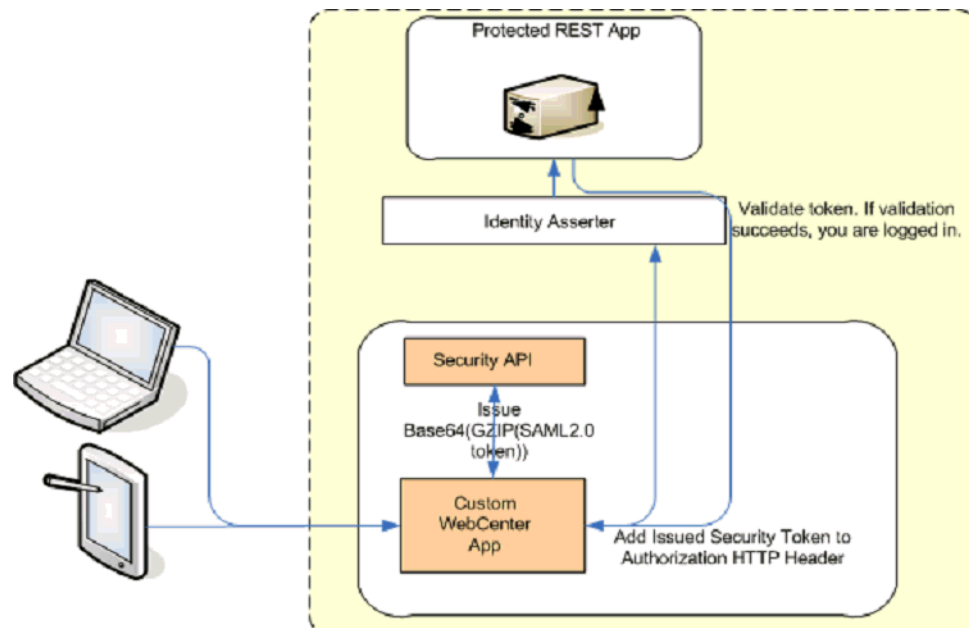 Protected REST App
Identity Asserter
Validate token. If validation
succeeds, you are logged in.
Security API
Issue
Base64(GZIP(SAML2.0
token))
Custom
WebCenter
App
Add Issued Security Token to
Authorization HTTP Header